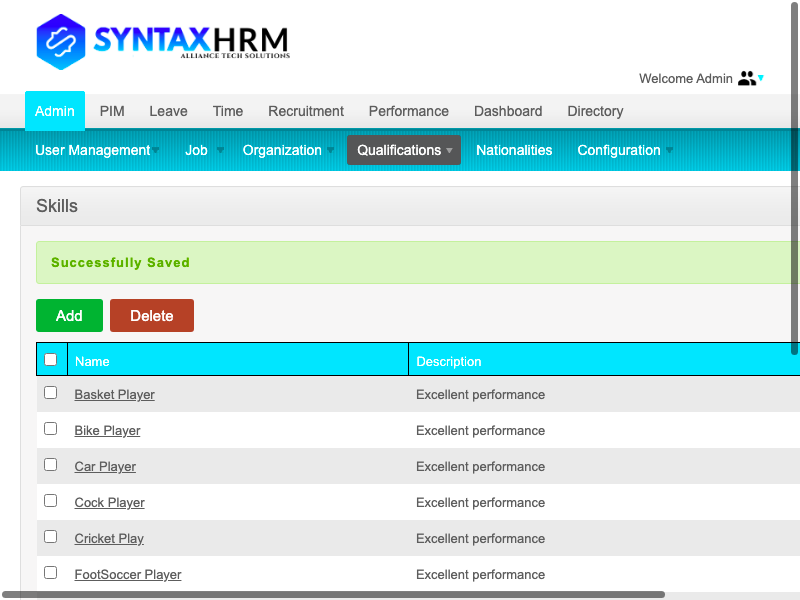 SYNTAXHRM
ALLIANCE TECH SOLUTIONS
Welcome Admin
Admin PIM Leave Time Recruitment Performance Dashboard Directory
User Management Job Organization Qualifications Nationalities Configuration
Skills
Successfully Saved
Add Delete
Name Description
Basket Player Excellent performance
Bike Player Excellent performance
Car Player Excellent performance
Cock Player Excellent performance
Cricket Play Excellent performance
FootSoccer Player Excellent performance